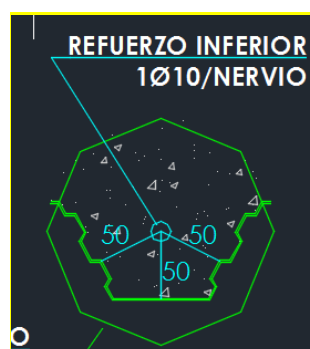 REFUERZO INFERIOR
1Ø10/NERVIO
50 50
50
O